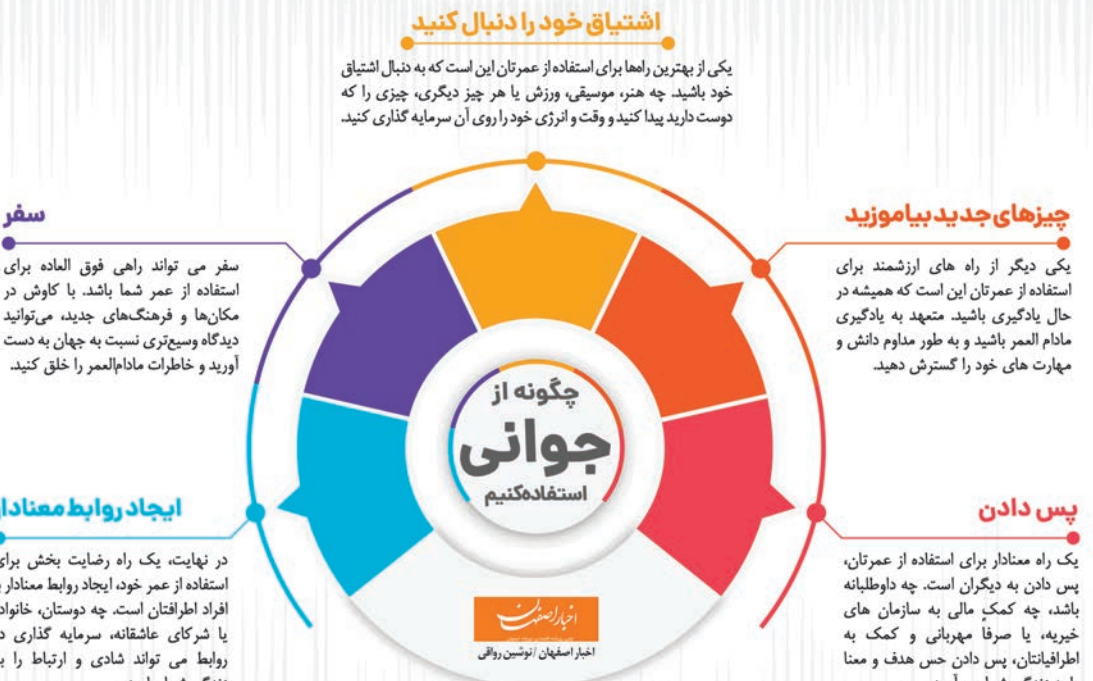 اشتیاق خود را دنبال کنید
یکی از بهترین راه‌ها برای استفاده از عمرتان این است که به دنبال اشتیاق
خود باشید. چه هنر، موسیقی، ورزش یا هر چیز دیگری، چیزی را که
دوست دارید پیدا کنید و وقت و انرژی خود را روی آن سرمایه گذاری کنید.
چیزهای جدید بیاموزید
یکی دیگر از راه های ارزشمند برای
استفاده از عمرتان این است که همیشه در
حال یادگیری باشید. متعهد به یادگیری
مادام العمر باشید و به طور مداوم دانش و
مهارت های خود را گسترش دهید.
سفر
سفر می تواند راهی فوق العاده برای
استفاده از عمر شما باشد. با کاوش در
مکان‌ها و فرهنگ‌های جدید، می‌توانید
دیدگاه وسیع‌تری نسبت به جهان به دست
آورید و خاطرات مادام‌العمر را خلق کنید.
چگونه از
جوانی
استفاده‌کنیم
پس دادن
یک راه معنادار برای استفاده از عمرتان،
پس دادن به دیگران است. چه داوطلبانه
باشد، چه کمک مالی به سازمان های
خیریه، یا صرفاً مهربانی و کمک به
اطرافیانتان، پس دادن حس هدف و معنا
ایجاد روابط معنادار
در نهایت، یک راه رضایت بخش برای
استفاده از عمر خود، ایجاد روابط معنادار با
افراد اطرافتان است. چه دوستان، خانواده
یا شرکای عاشقانه، سرمایه گذاری در
روابط می تواند شادی و ارتباط را به
اخبار اصفهان
اخبار اصفهان / نوشین رواقی